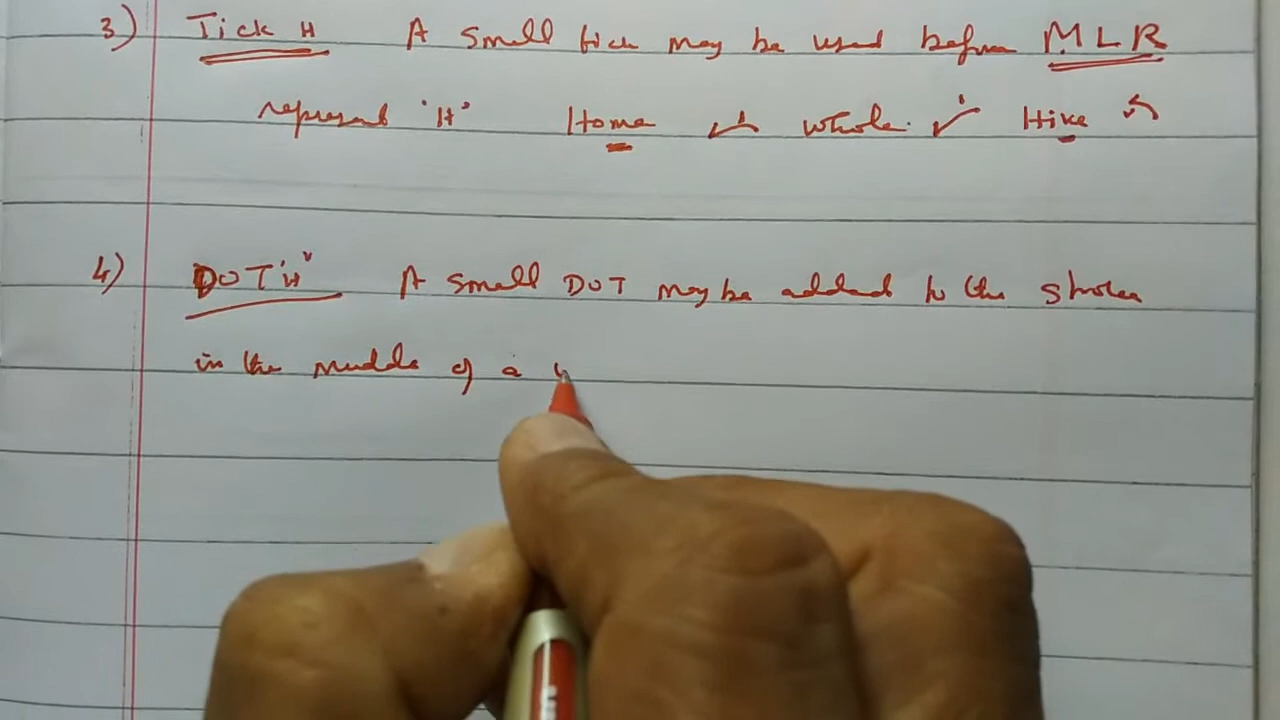 3) Tick H A small tick may be used before MLR
represent "H" Home whole. Hike
4) DOT "H" A small DOT may be added to the strokes
in the middle of a